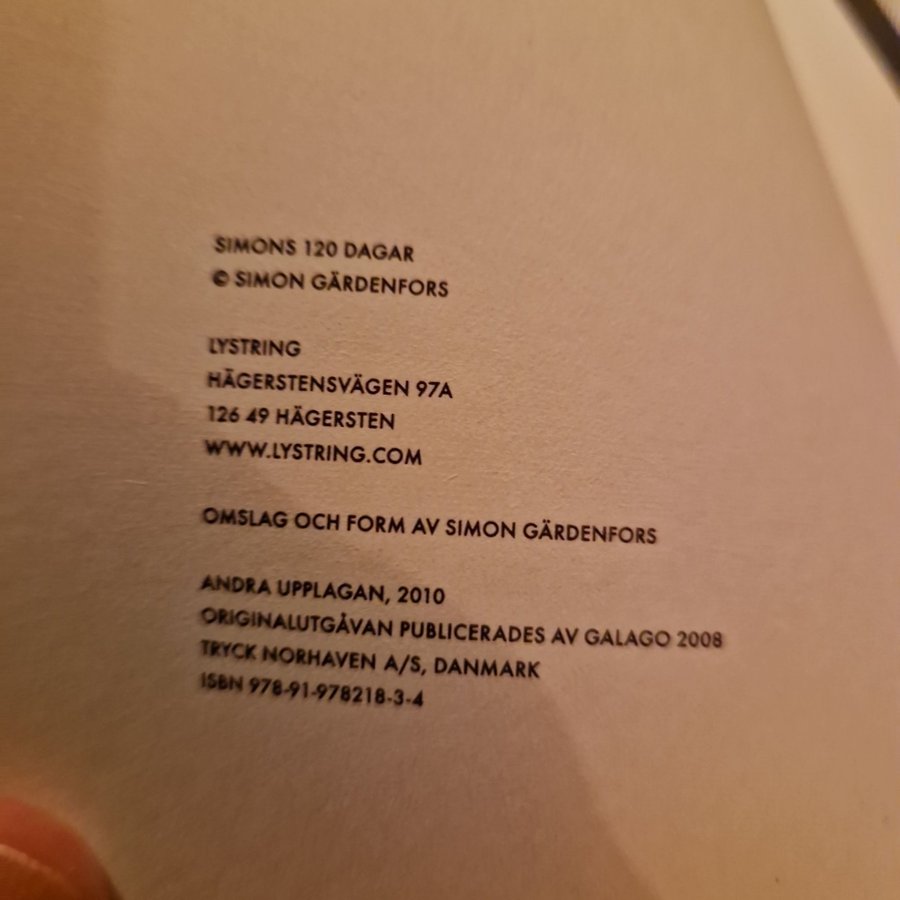 SIMONS 120 DAGAR
© SIMON GÄRDENFORS
LYSTRING
HÄGERSTENSVÄGEN 97A
126 49 HÄGERSTEN
WWW.LYSTRING.COM
OMSLAG OCH FORM AV SIMON GÄRDENFORS
ANDRA UPPLAGAN, 2010
ORIGINALUTGÅVAN PUBLICERADES AV GALAGO 2008
TRYCK NORHAVEN A/S, DANMARK
ISBN 978-91-978218-3-4